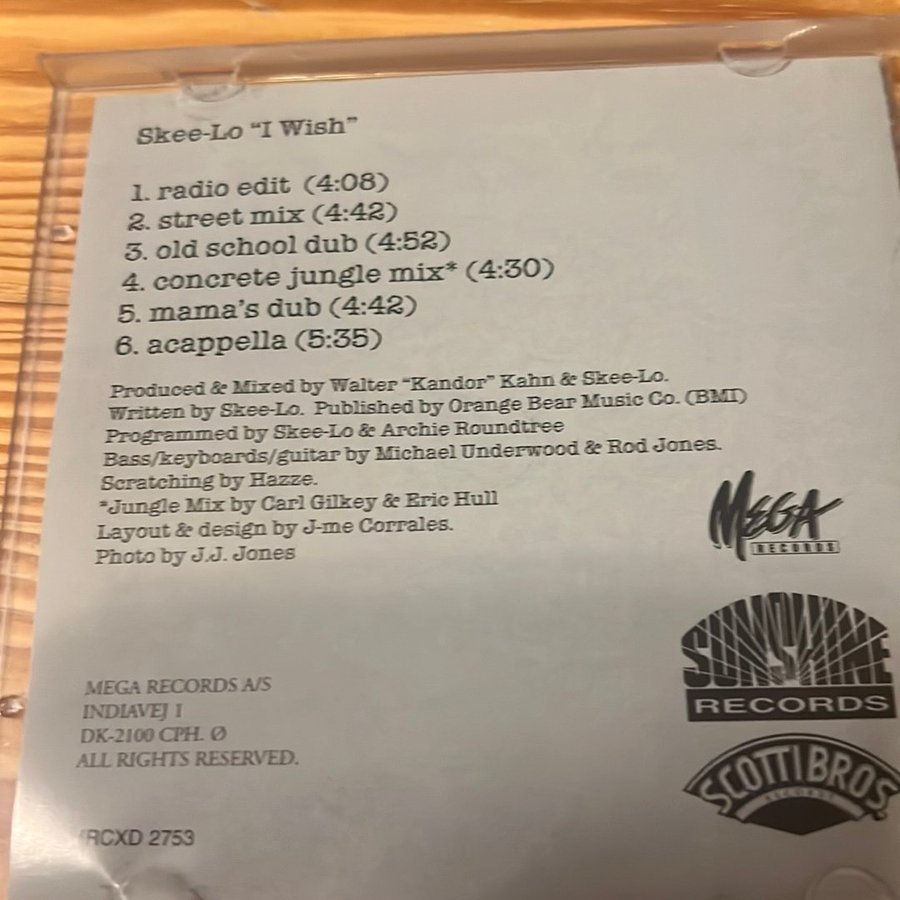 Skee-Lo “I Wish”
1. radio edit (4:08)
2. street mix (4:42)
3. old school dub (4:52)
4. concrete jungle mix* (4:30)
5. mama’s dub (4:42)
6. acappella (5:35)
Produced & Mixed by Walter “Kandor” Kahn & Skee-Lo.
Written by Skee-Lo. Published by Orange Bear Music Co. (BMI)
Programmed by Skee-Lo & Archie Roundtree
Bass/keyboards/guitar by Michael Underwood & Rod Jones.
Scratching by Hazze.
*Jungle Mix by Carl Gilkey & Eric Hull
Layout & design by J-me Corrales.
Photo by J.J. Jones
MEGA
RECORDS
SUNSHINE
RECORDS
SCOTTI BROS.
RECORDS
MEGA RECORDS A/S
INDIAVEJ 1
DK-2100 CPH. Ø
ALL RIGHTS RESERVED.
RCXD 2753